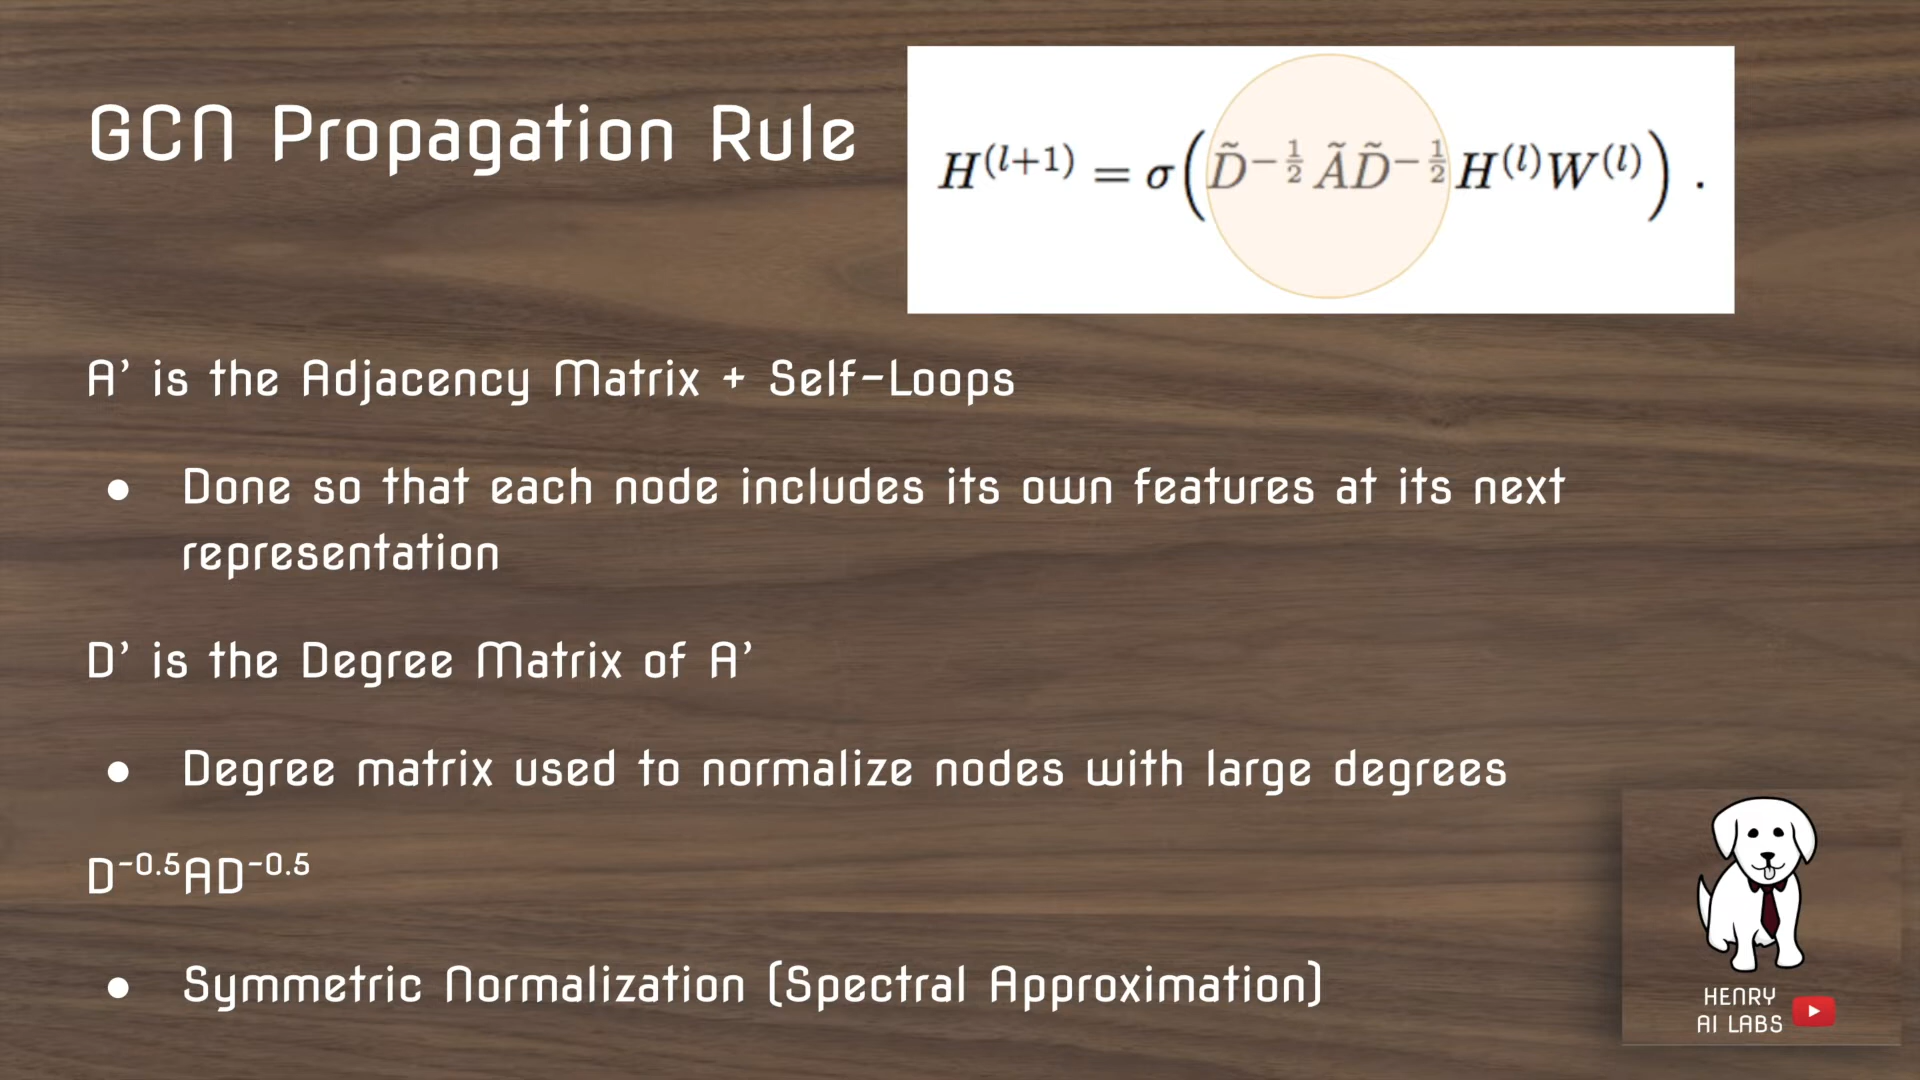 GCN Propagation Rule
H^{(l+1)} = σ(D̃^{-1/2} Ã D̃^{-1/2} H^{(l)} W^{(l)}) .
A' is the Adjacency Matrix + Self-Loops
● Done so that each node includes its own features at its next
representation
D' is the Degree Matrix of A'
● Degree matrix used to normalize nodes with large degrees
D^{-0.5}AD^{-0.5}
● Symmetric Normalization (Spectral Approximation)
HENRY
AI LABS